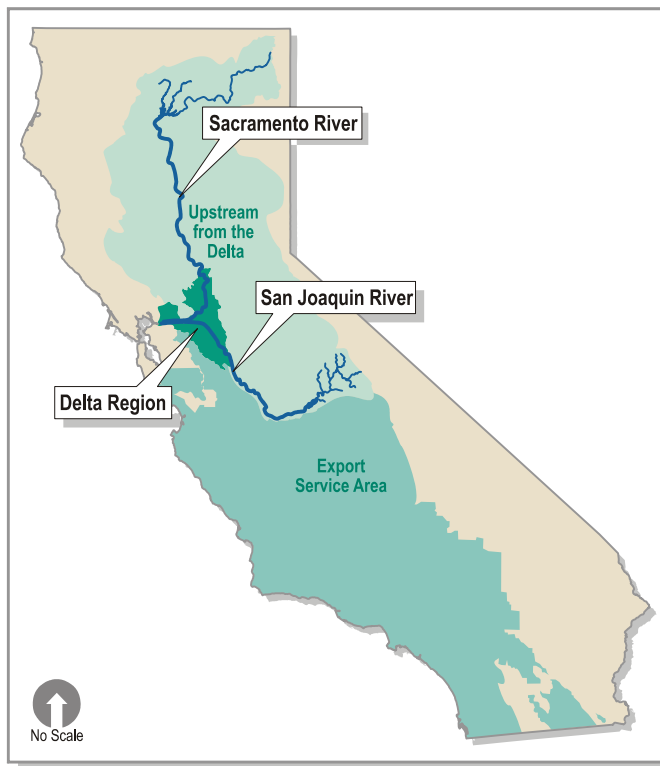 Sacramento River
Upstream
from the
Delta
San Joaquin River
Delta Region
Export
Service Area
No Scale